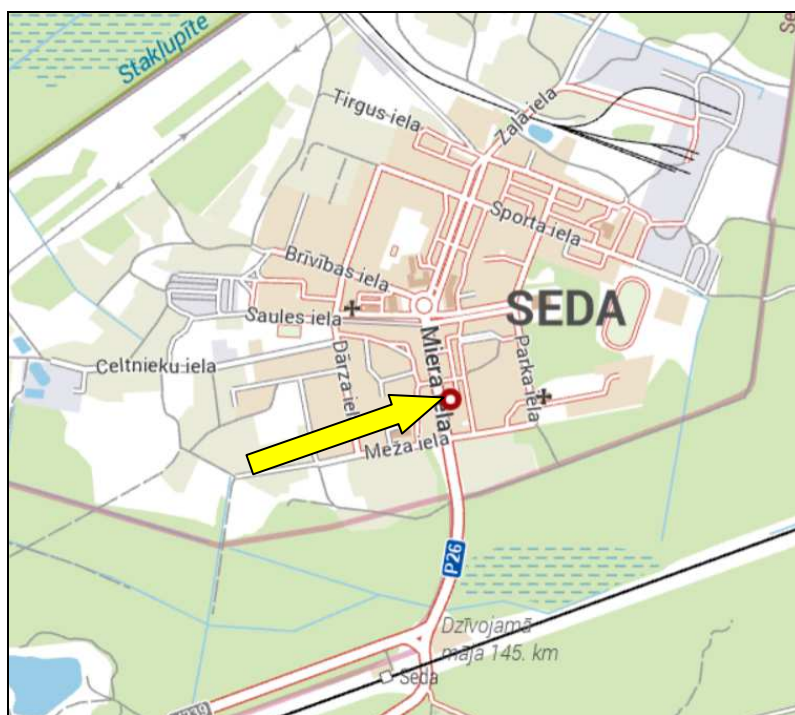 Staklupīte
Tirgus iela
Zaļā iela
Sporta iela
Brīvības iela
SEDA
Saules iela
Miera iela
Parka iela
Dārza iel
Celtnieku iela
Meža iela
P26
Dzīvojamā
māja 145. km
Seda